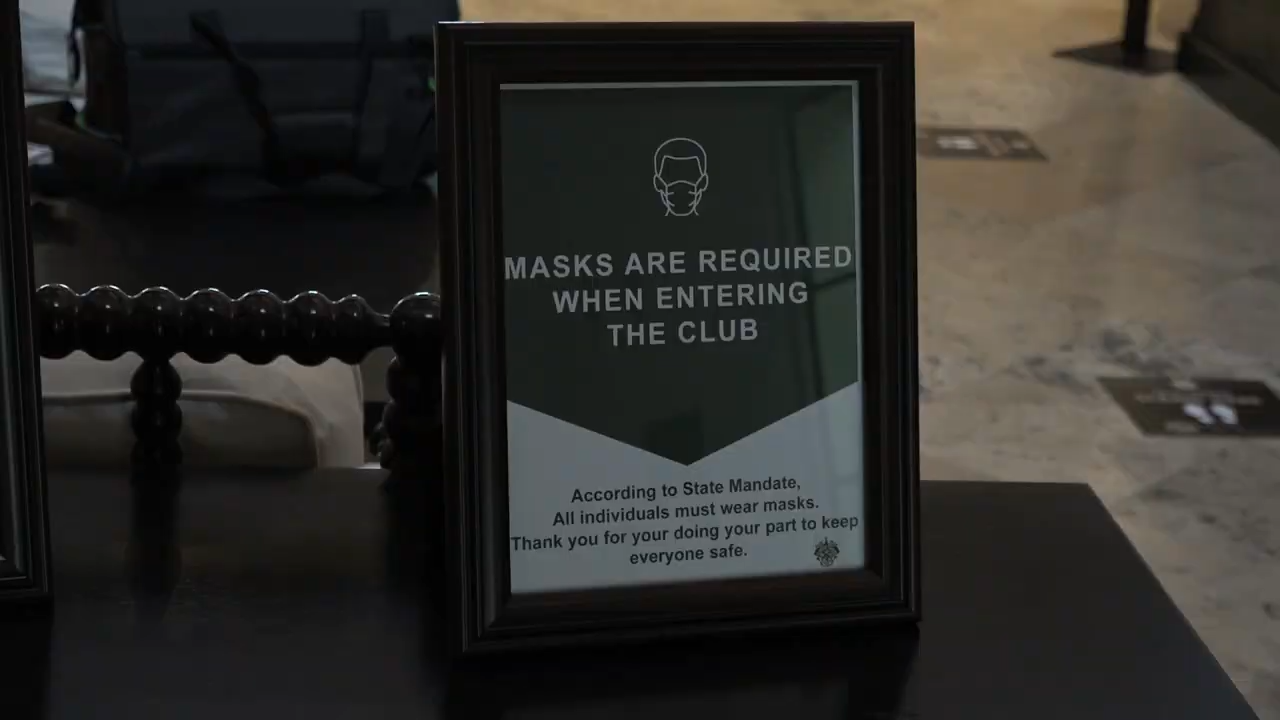 MASKS ARE REQUIRED
WHEN ENTERING
THE CLUB
According to State Mandate,
All individuals must wear masks.
Thank you for your doing your part to keep
everyone safe.